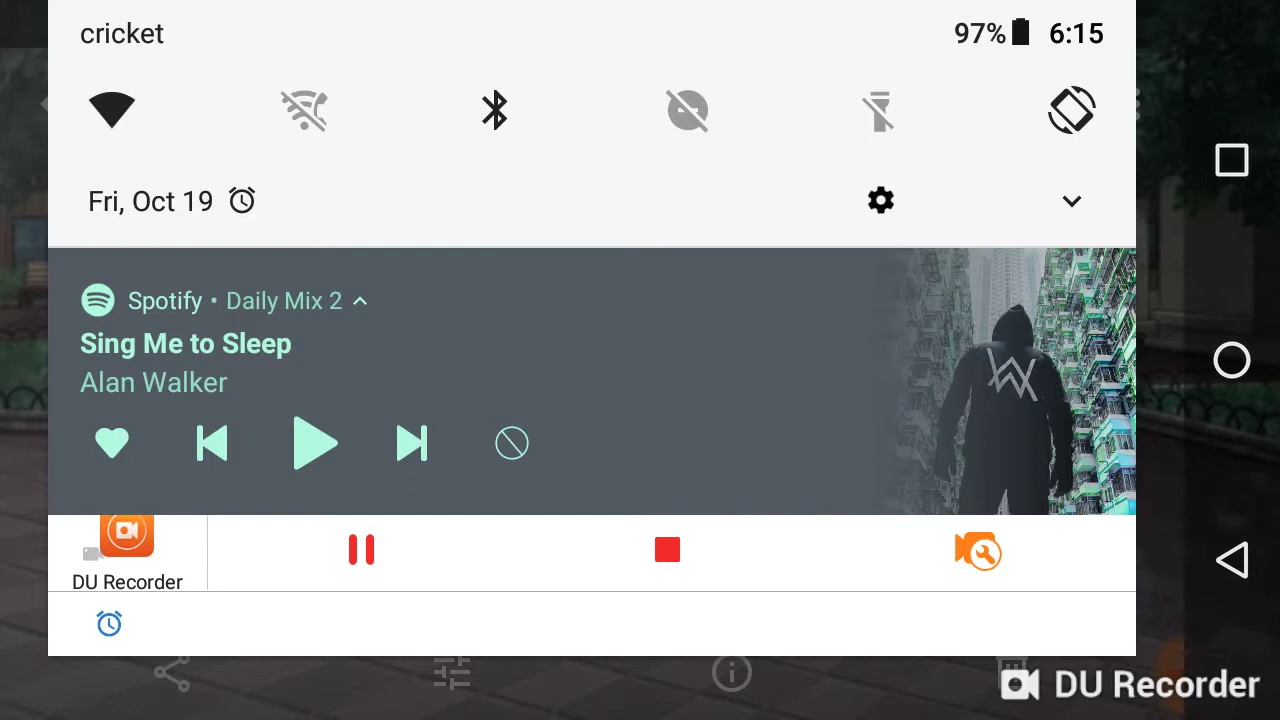 cricket 97% 6:15
Fri, Oct 19
Spotify • Daily Mix 2
Sing Me to Sleep
Alan Walker
DU Recorder
DU Recorder